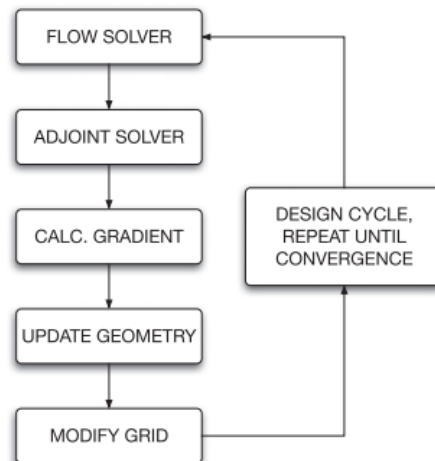 FLOW SOLVER
ADJOINT SOLVER
CALC. GRADIENT
UPDATE GEOMETRY
MODIFY GRID
DESIGN CYCLE,
REPEAT UNTIL
CONVERGENCE